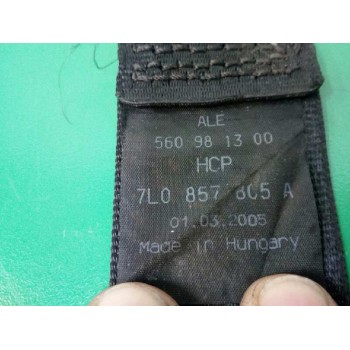 ALE
560 98 13 00
HCP
7L0 857 805 A
01.03.2005
Made in Hungary